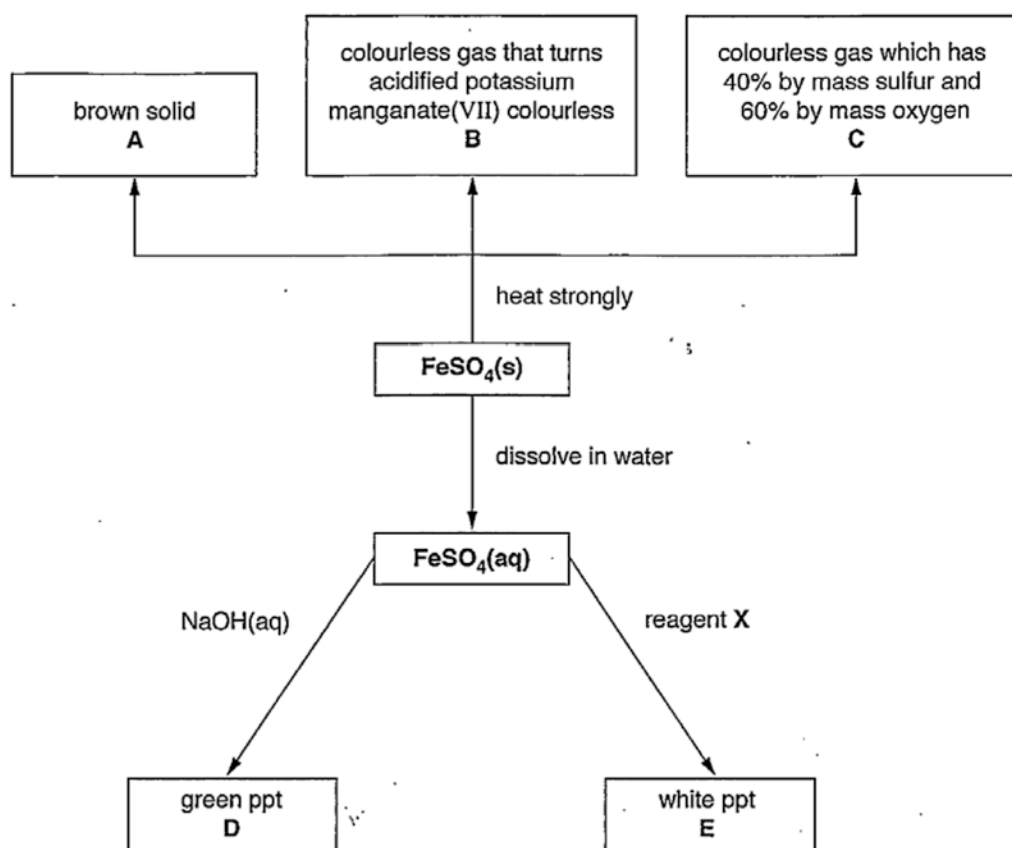 brown solid
A
colourless gas that turns
acidified potassium
manganate(VII) colourless
B
colourless gas which has
40% by mass sulfur and
60% by mass oxygen
C
heat strongly
FeSO₄(s)
dissolve in water
FeSO₄(aq)
NaOH(aq)
reagent X
green ppt
D
white ppt
E